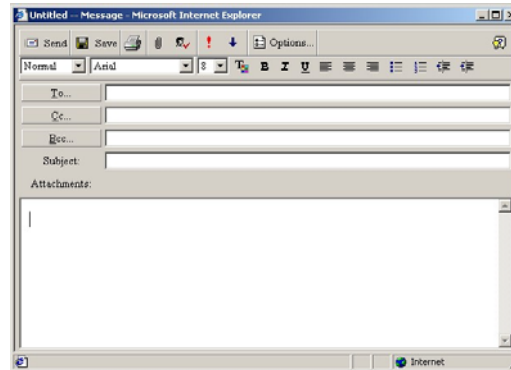 Untitled -- Message - Microsoft Internet Explorer
Send Save Options...
Normal Arial 8 B I U
To...
Cc...
Bcc...
Subject:
Attachments:
Internet